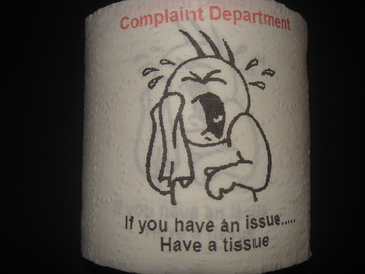 Complaint Department
If you have an issue.....
Have a tissue